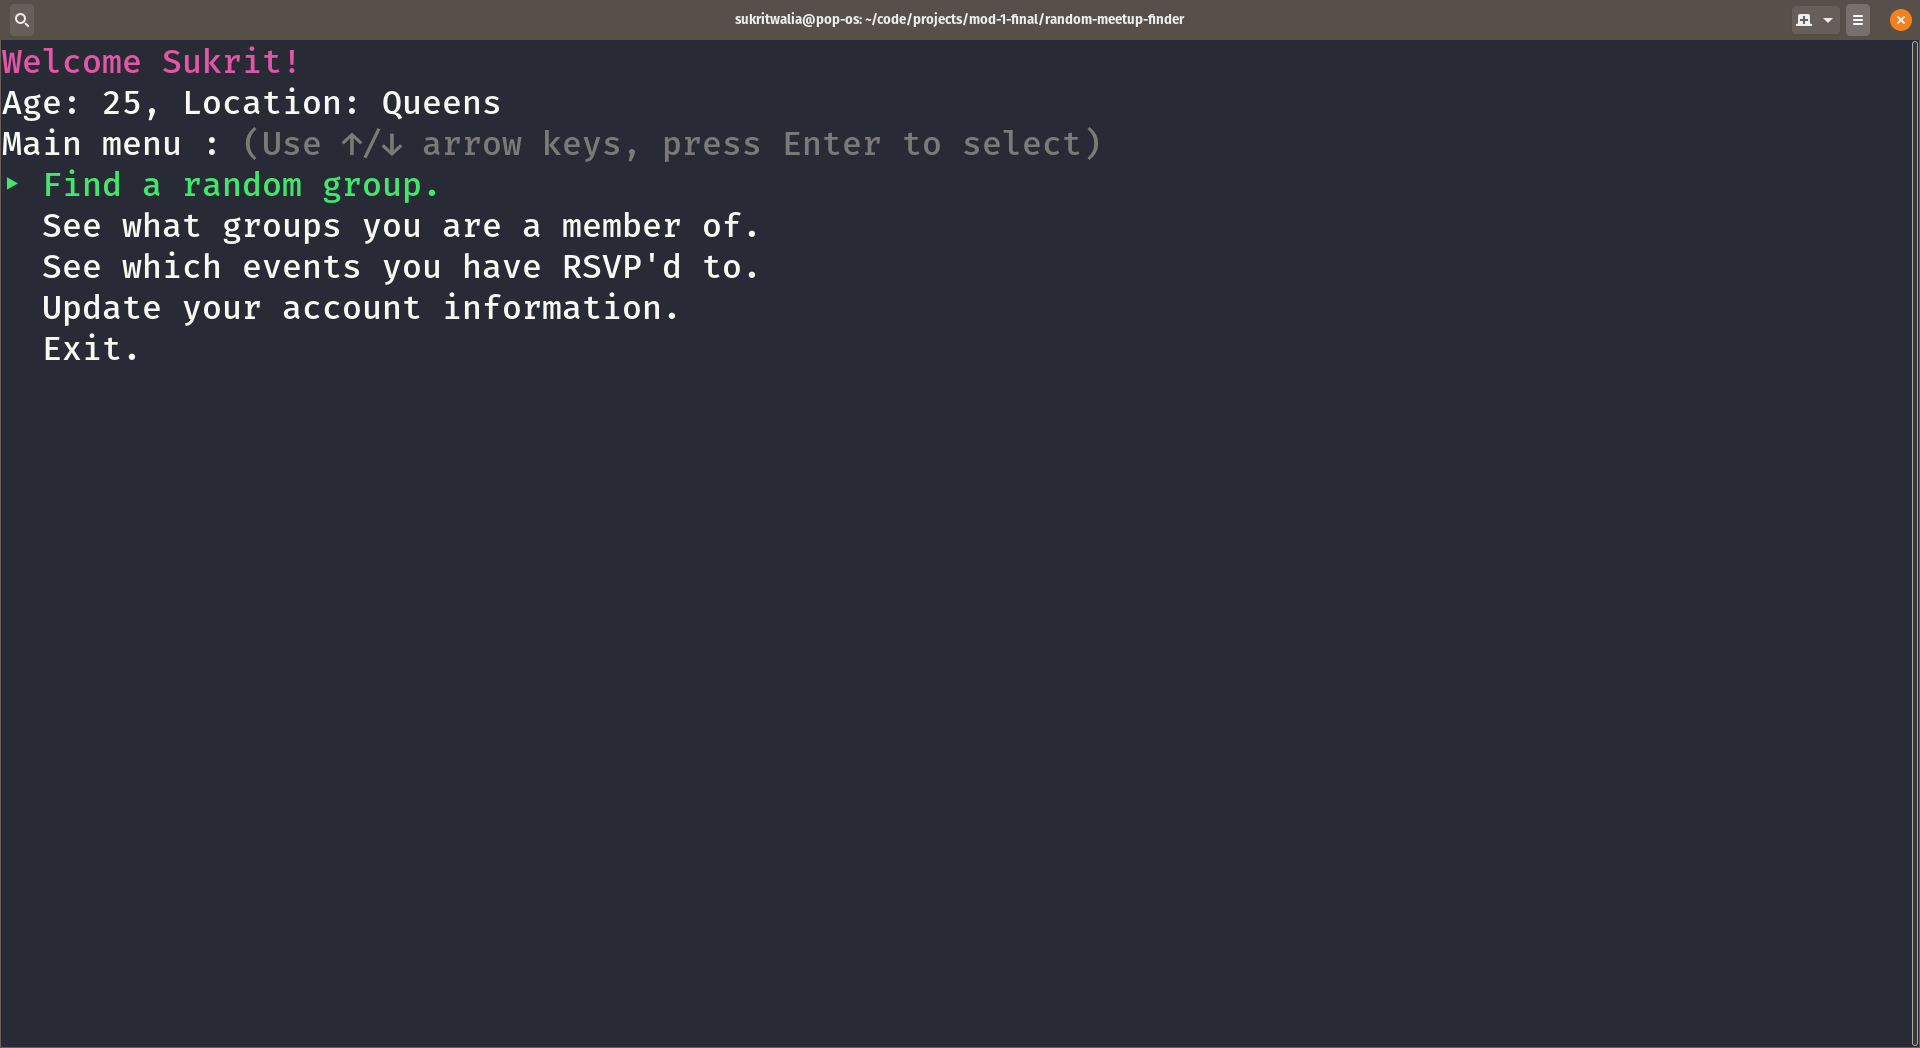 sukritwalia@pop-os: ~/code/projects/mod-1-final/random-meetup-finder
Welcome Sukrit!
Age: 25, Location: Queens
Main menu : (Use ↑/↓ arrow keys, press Enter to select)
‣ Find a random group.
See what groups you are a member of.
See which events you have RSVP'd to.
Update your account information.
Exit.